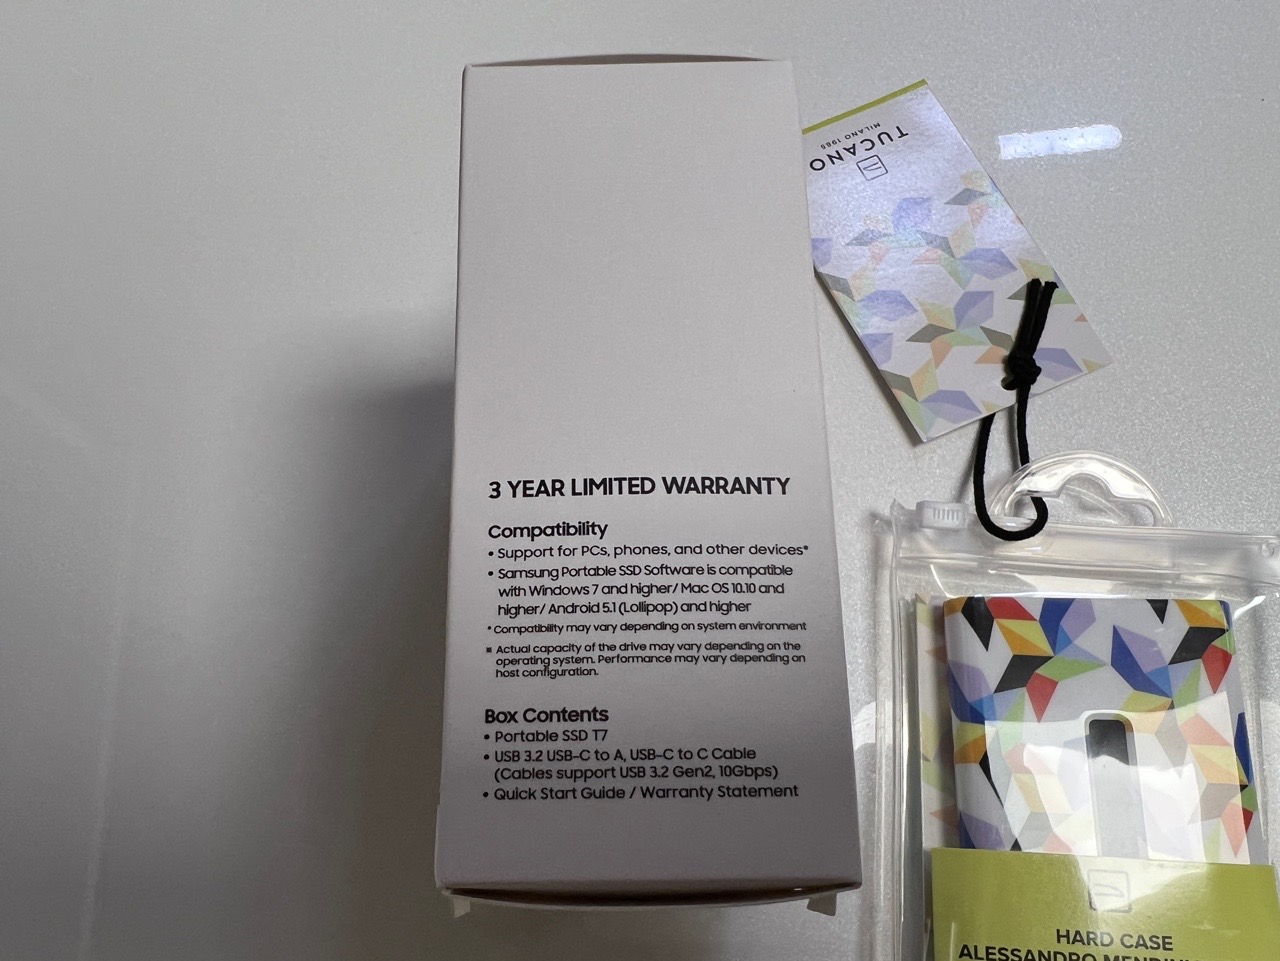 3 YEAR LIMITED WARRANTY
Compatibility
• Support for PCs, phones, and other devices*
• Samsung Portable SSD Software is compatible
with Windows 7 and higher/ Mac OS 10.10 and
higher/ Android 5.1 (Lollipop) and higher
* Compatibility may vary depending on system environment
※ Actual capacity of the drive may vary depending on the
operating system. Performance may vary depending on
host configuration.
Box Contents
• Portable SSD T7
• USB 3.2 USB-C to A, USB-C to C Cable
(Cables support USB 3.2 Gen2, 10Gbps)
• Quick Start Guide / Warranty Statement
TUCANO
MILANO 1985
HARD CASE
ALESSANDRO